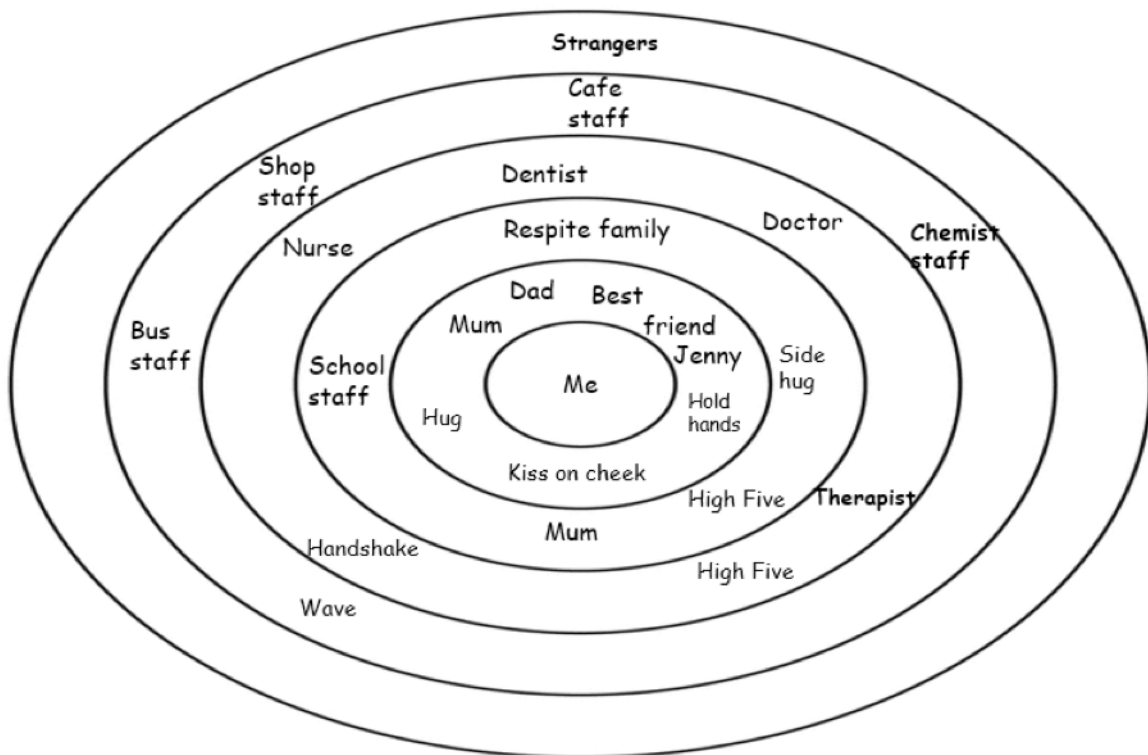 Strangers
Cafe
staff
Shop
staff
Dentist
Doctor
Nurse
Respite family
Chemist
staff
Dad
Best
Mum
friend
Jenny
Bus
staff
School
staff
Me
Side
hug
Hug
Hold
hands
Kiss on cheek
High Five
Therapist
Mum
Handshake
High Five
Wave